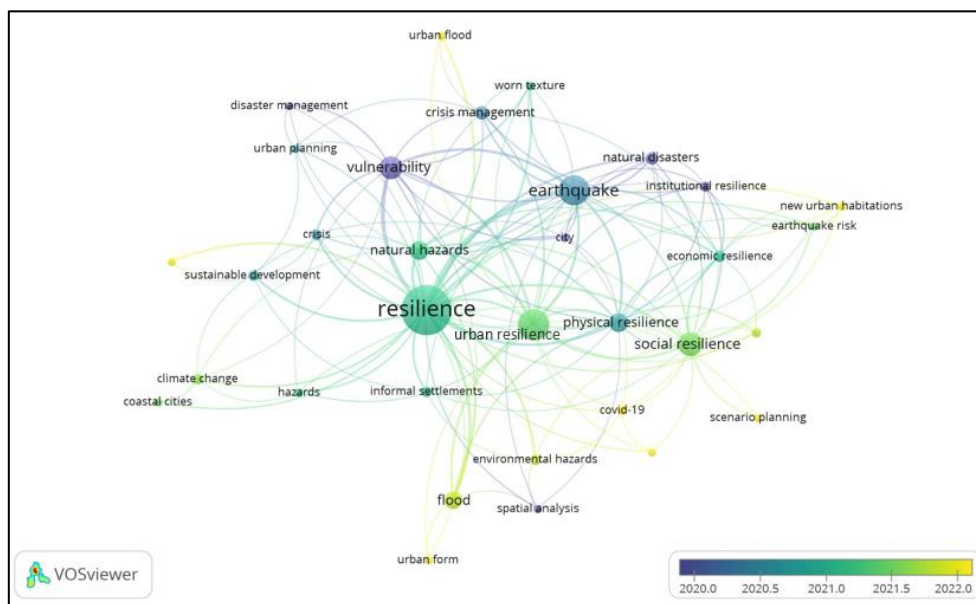 urban flood
worn texture
disaster management
crisis management
urban planning
vulnerability
natural disasters
earthquake
institutional resilience
new urban habitations
earthquake risk
crisis
city
natural hazards
economic resilience
sustainable development
resilience
physical resilience
urban resilience
social resilience
climate change
hazards
informal settlements
coastal cities
covid-19
scenario planning
environmental hazards
flood
spatial analysis
urban form
VOSviewer
2020.0 2020.5 2021.0 2021.5 2022.0